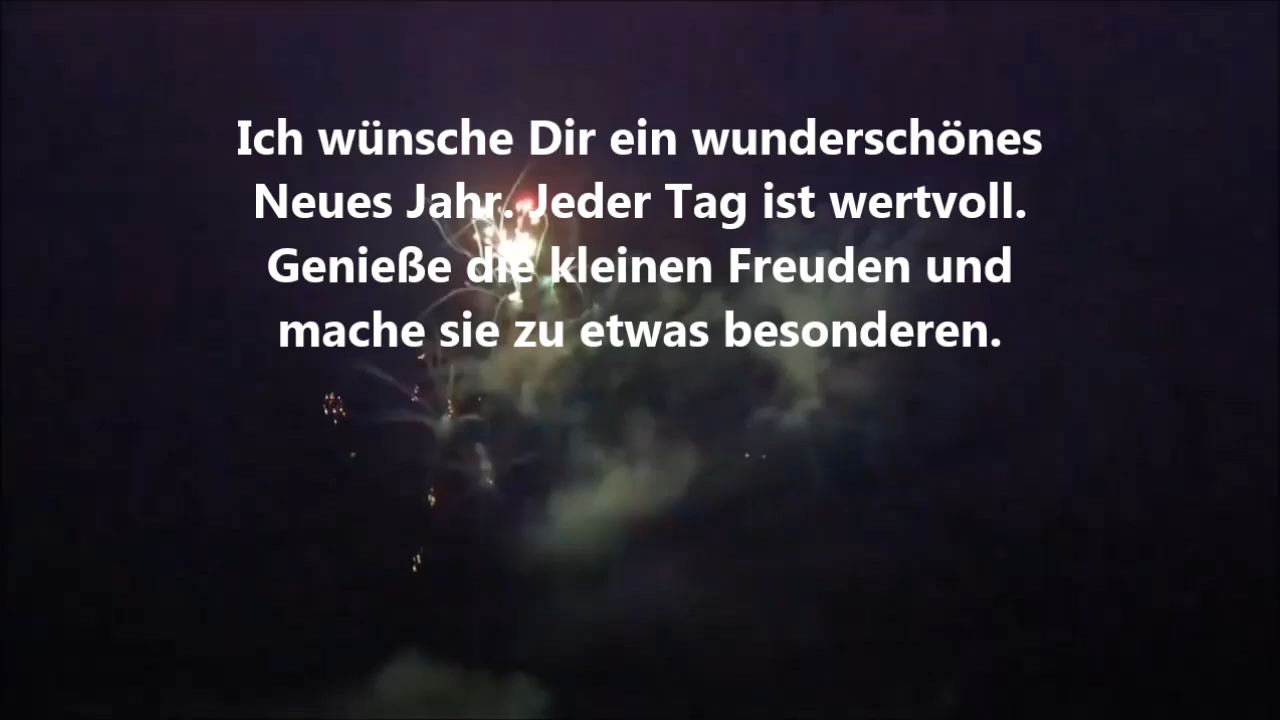 Ich wünsche Dir ein wunderschönes
Neues Jahr. Jeder Tag ist wertvoll.
Genieße die kleinen Freuden und
mache sie zu etwas besonderen.